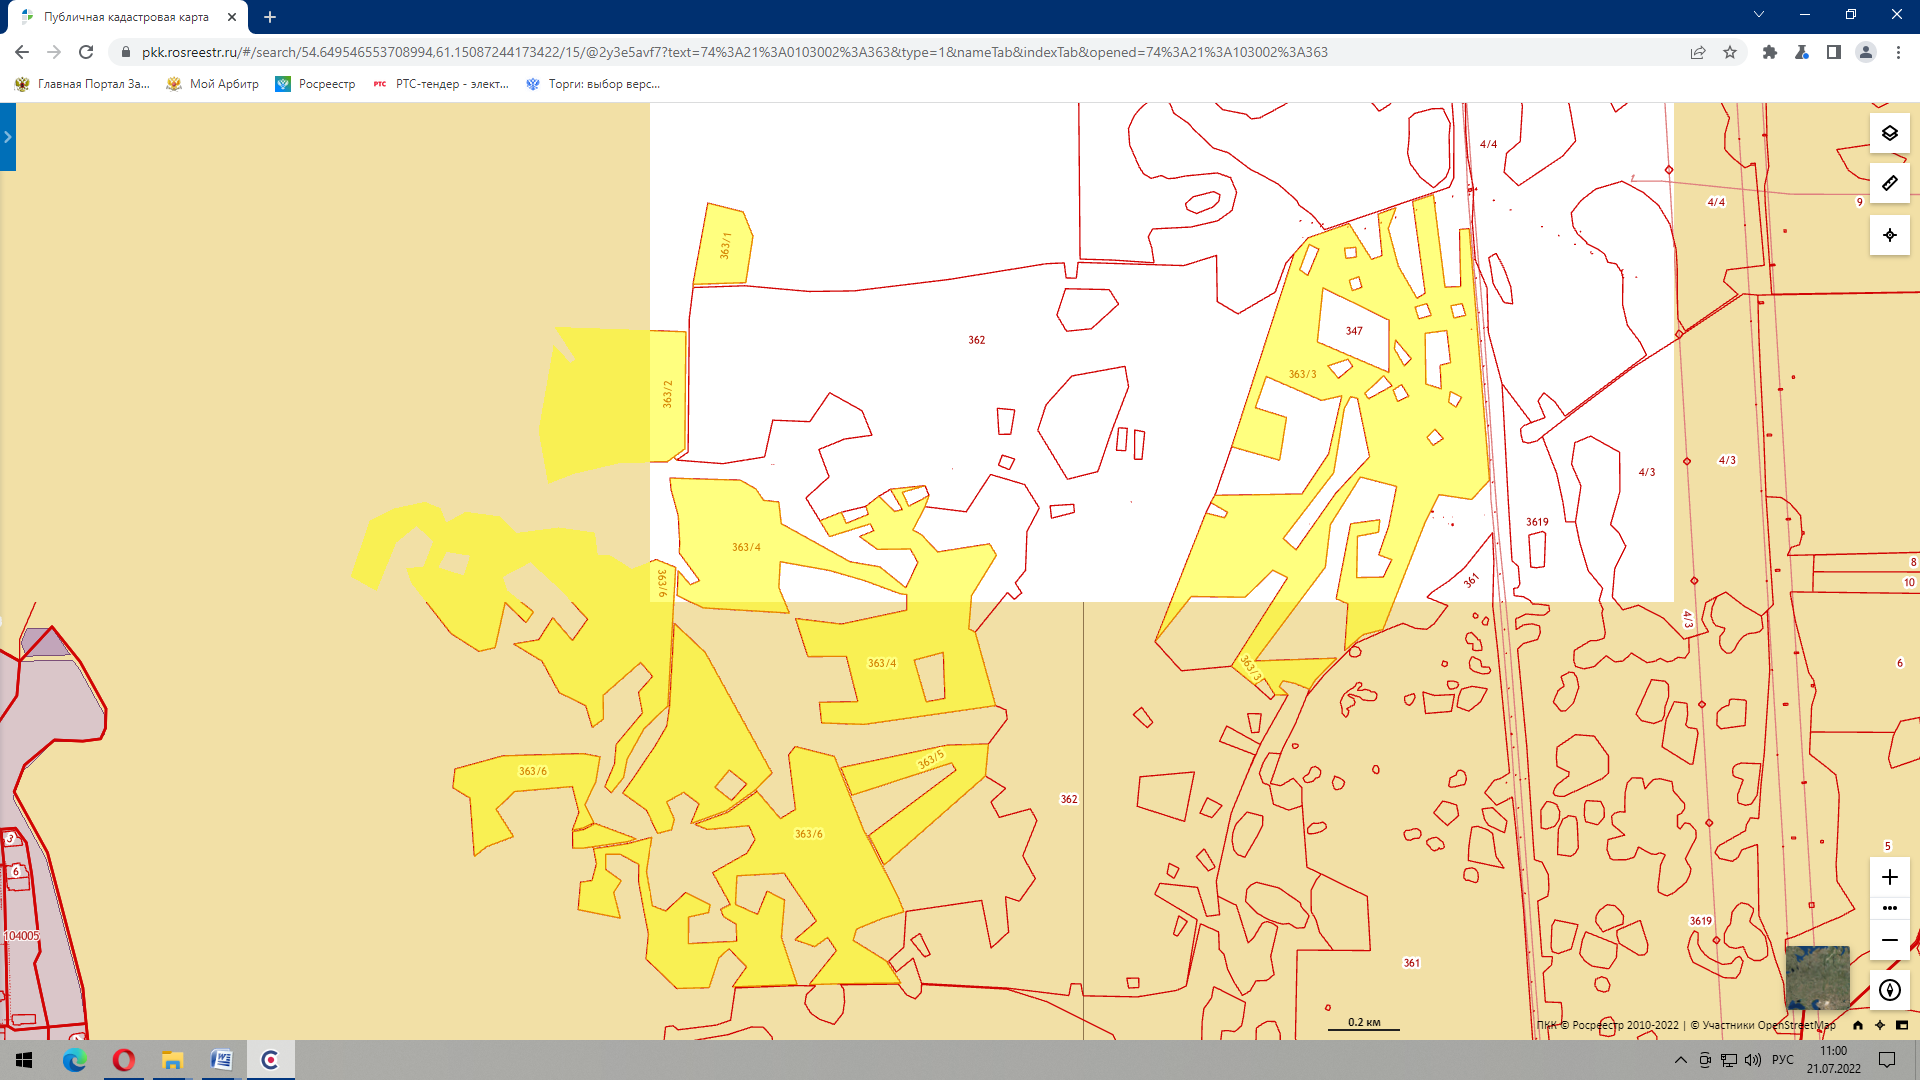 Публичная кадастровая карта
pkk.rosreestr.ru/#/search/54.649546553708994,61.15087244173422/15/@2y3e5avf7?text=74%3A21%3A0103002%3A363&type=1&nameTab&indexTab&opened=74%3A21%3A103002%3A363
Главная Портал За...
Мой Арбитр
Росреестр
РТС
РТС-тендер - элект...
Торги: выбор верс...
4/4
4/4
9
363/1
362
347
363/3
363/2
4/3
4/3
3619
363/4
363/6
361
8
10
4/3
363/4
363/3
6
363/5
363/6
362
363/6
5
3
6
104005
3619
361
0.2 км
ПКК © Росреестр 2010-2022 | © Участники OpenStreetMap
РУС
11:00
21.07.2022